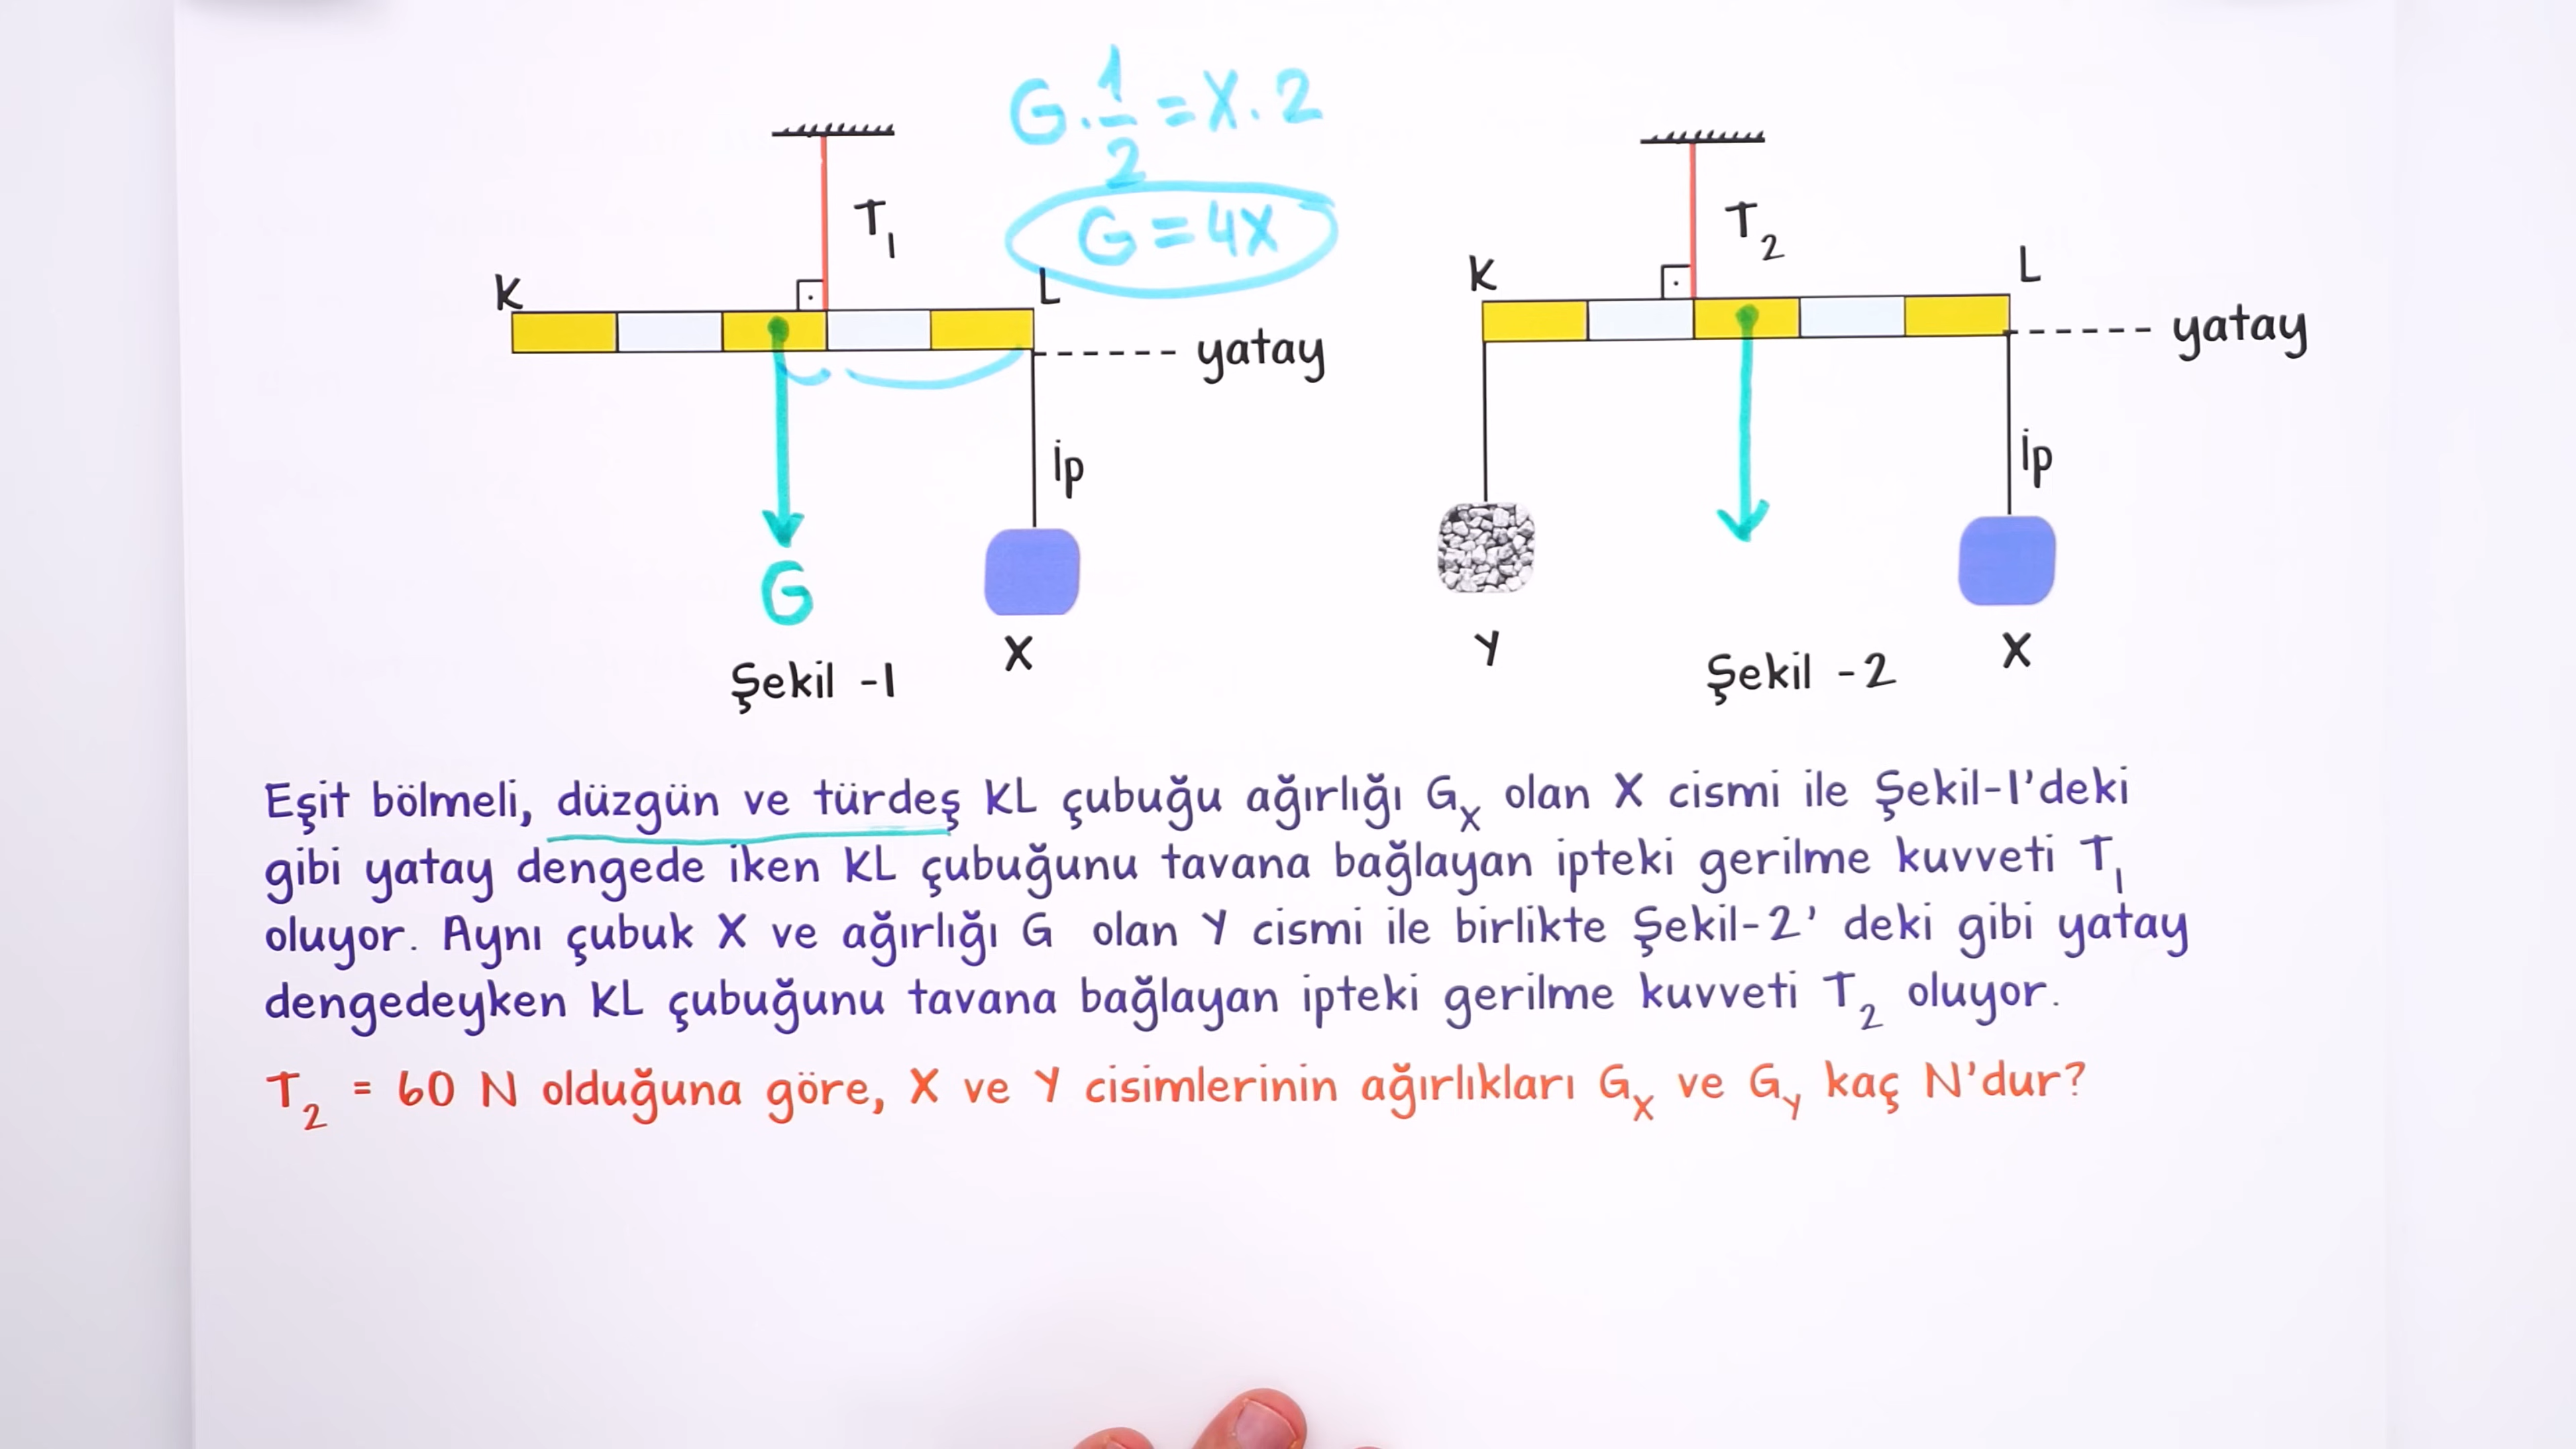 G . 1/2 = X . 2
G = 4X
T₁
T₂
K
L
K
L
yatay
yatay
İp
İp
G
X
Y
X
Şekil -1
Şekil -2
Eşit bölmeli, düzgün ve türdeş KL çubuğu ağırlığı Gₓ olan X cismi ile Şekil-1'deki
gibi yatay dengede iken KL çubuğunu tavana bağlayan ipteki gerilme kuvveti T₁
oluyor. Aynı çubuk X ve ağırlığı G olan Y cismi ile birlikte Şekil-2' deki gibi yatay
dengedeyken KL çubuğunu tavana bağlayan ipteki gerilme kuvveti T₂ oluyor.
T₂ = 60 N olduğuna göre, X ve Y cisimlerinin ağırlıkları Gₓ ve Gᵧ kaç N'dur?